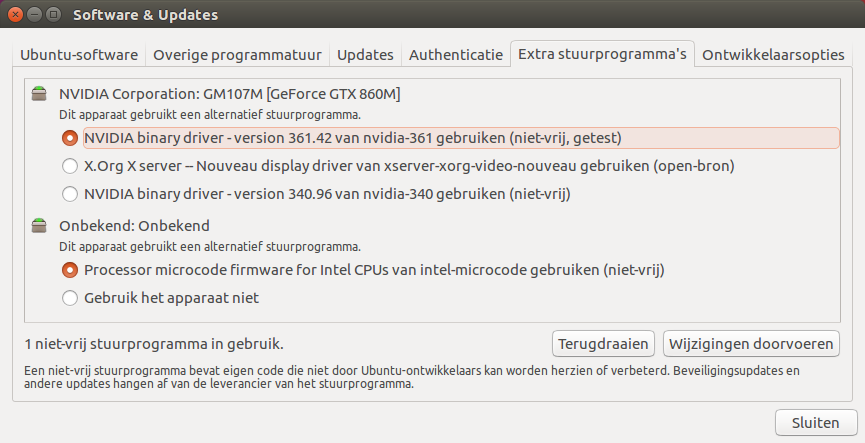 Software & Updates
Ubuntu-software
Overige programmatuur
Updates
Authenticatie
Extra stuurprogramma's
Ontwikkelaarsopties
NVIDIA Corporation: GM107M [GeForce GTX 860M]
Dit apparaat gebruikt een alternatief stuurprogramma.
NVIDIA binary driver - version 361.42 van nvidia-361 gebruiken (niet-vrij, getest)
X.Org X server -- Nouveau display driver van xserver-xorg-video-nouveau gebruiken (open-bron)
NVIDIA binary driver - version 340.96 van nvidia-340 gebruiken (niet-vrij)
Onbekend: Onbekend
Dit apparaat gebruikt een alternatief stuurprogramma.
Processor microcode firmware for Intel CPUs van intel-microcode gebruiken (niet-vrij)
Gebruik het apparaat niet
1 niet-vrij stuurprogramma in gebruik.
Terugdraaien
Wijzigingen doorvoeren
Een niet-vrij stuurprogramma bevat eigen code die niet door Ubuntu-ontwikkelaars kan worden herzien of verbeterd. Beveiligingsupdates en
andere updates hangen af van de leverancier van het stuurprogramma.
Sluiten